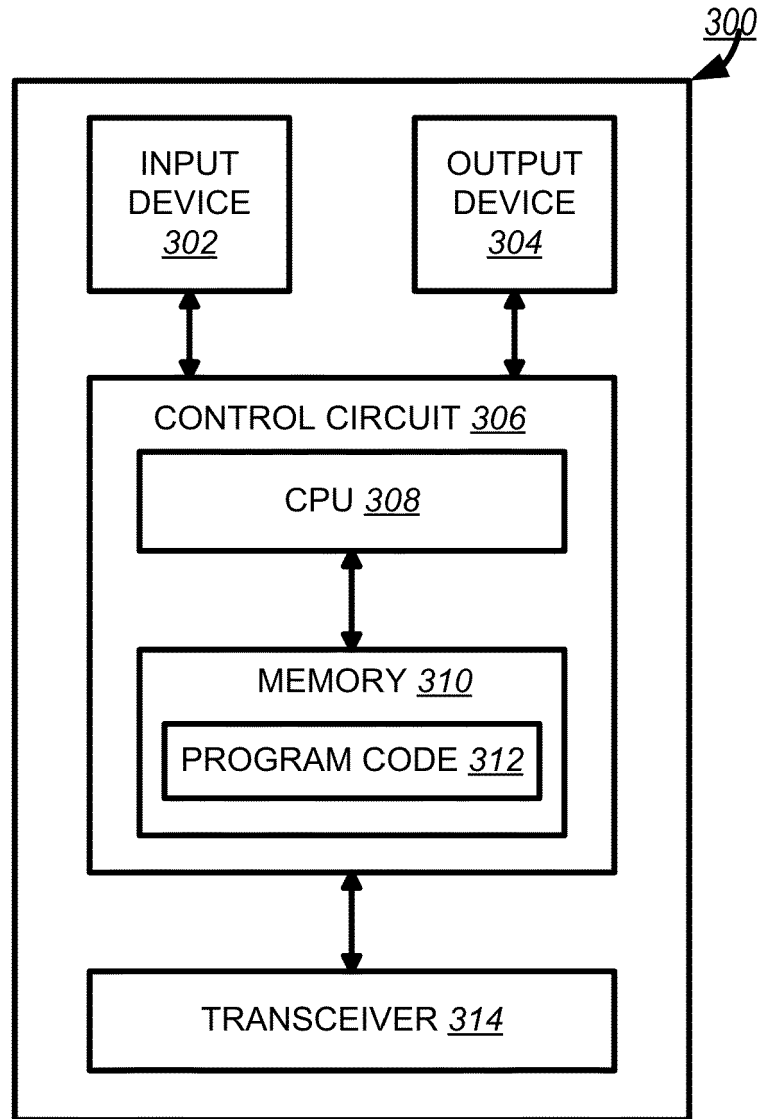 300
INPUT
DEVICE
302
OUTPUT
DEVICE
304
CONTROL CIRCUIT 306
CPU 308
MEMORY 310
PROGRAM CODE 312
TRANSCEIVER 314